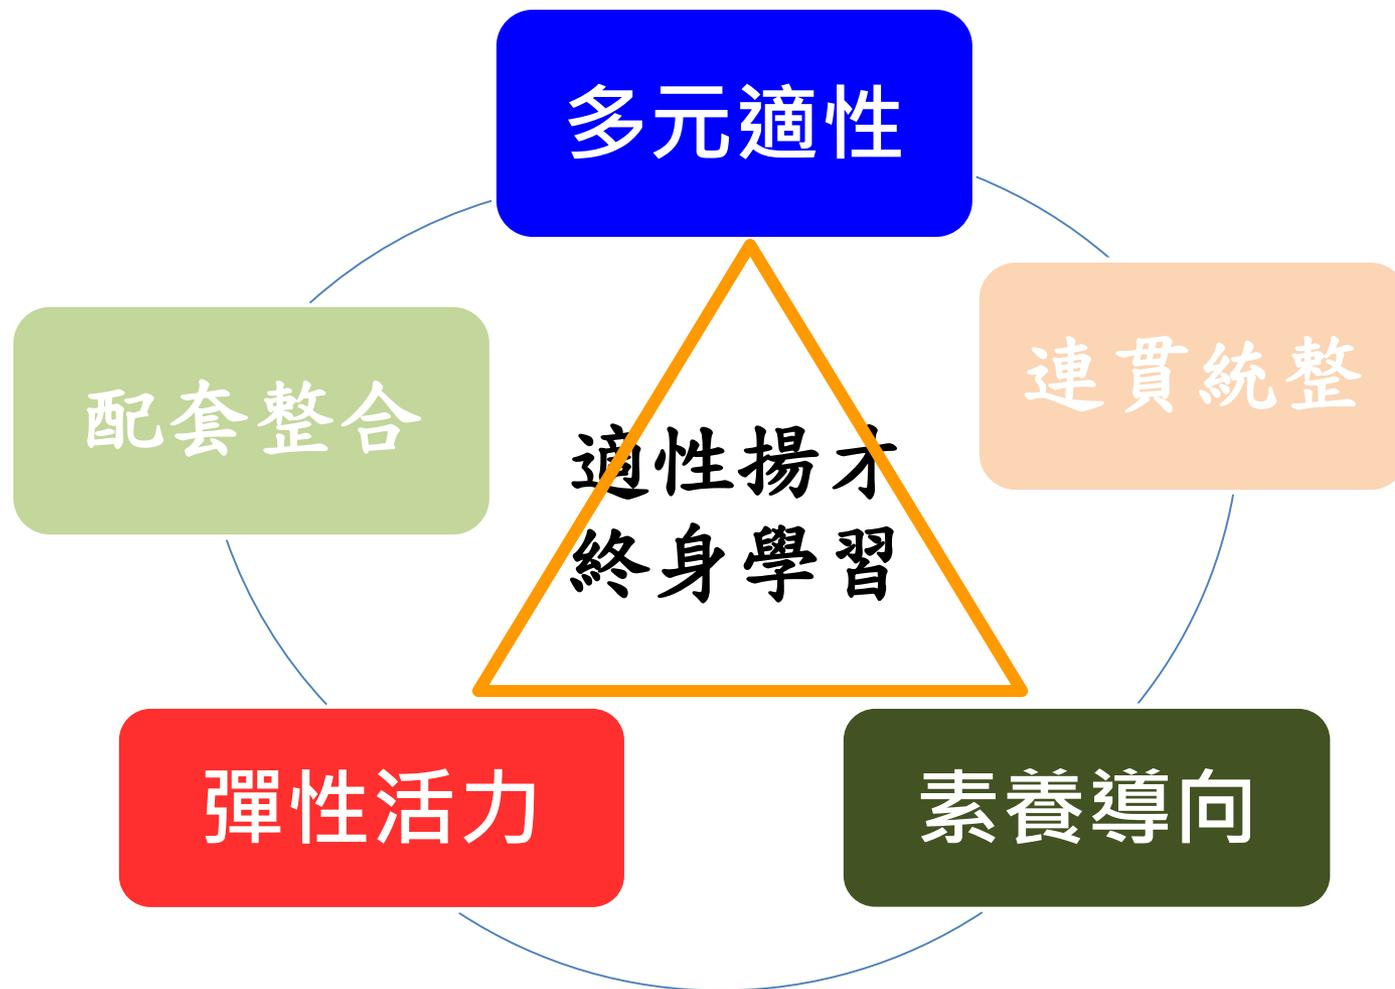 多元適性
連貫統整
配套整合
適性揚才
終身學習
彈性活力
素養導向